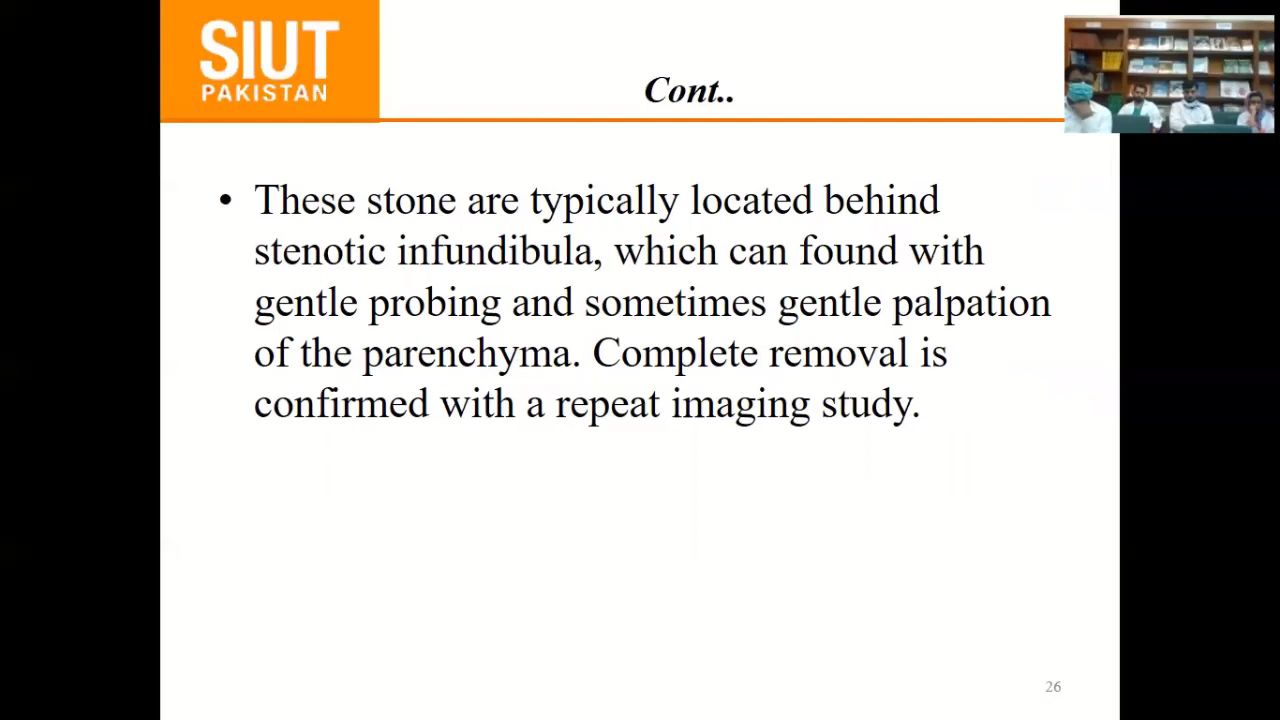 SIUT
PAKISTAN
Cont..
• These stone are typically located behind
stenotic infundibula, which can found with
gentle probing and sometimes gentle palpation
of the parenchyma. Complete removal is
confirmed with a repeat imaging study.
26